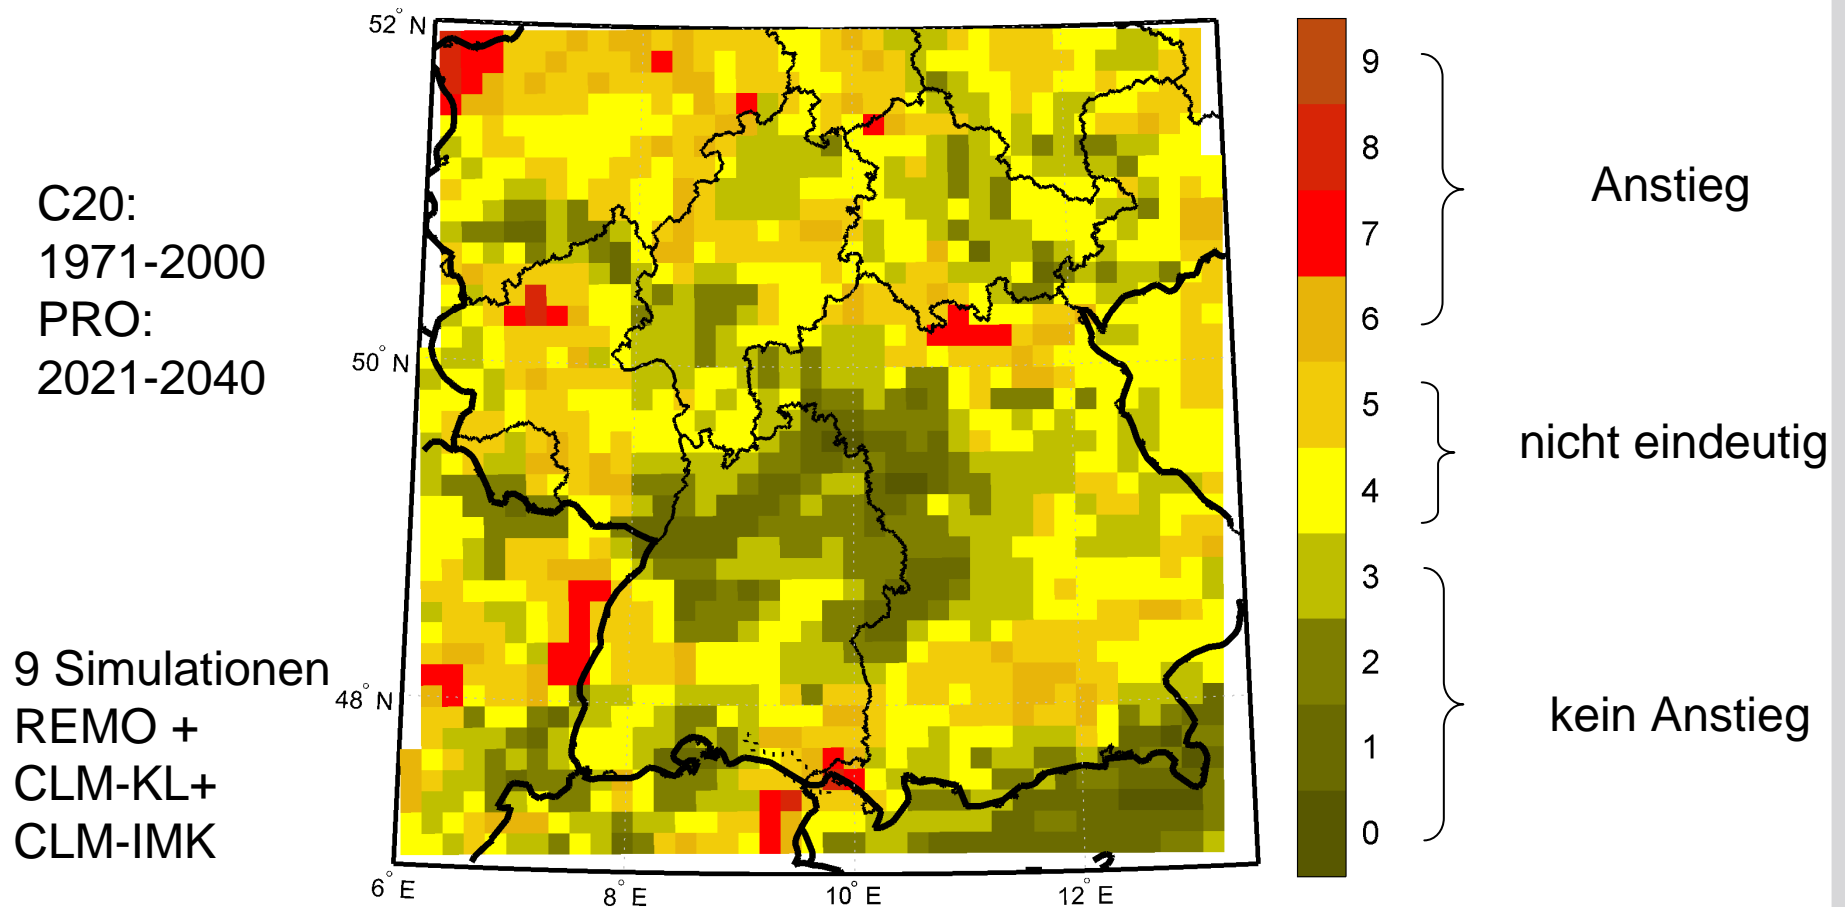 C20:
1971-2000
PRO:
2021-2040
9 Simulationen
REMO +
CLM-KL+
CLM-IMK
52° N
50° N
48° N
6° E
8° E
10° E
12° E
9
8
7
6
5
4
3
2
1
0
Anstieg
nicht eindeutig
kein Anstieg